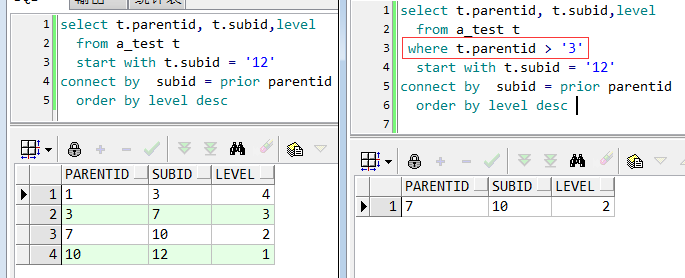 1 select t.parentid, t.subid,level
2 from a_test t
3 start with t.subid = '12'
4 connect by subid = prior parentid
5 order by level desc
PARENTID SUBID LEVEL
1 1 3 4
2 3 7 3
3 7 10 2
4 10 12 1
1 select t.parentid, t.subid,level
2 from a_test t
3 where t.parentid > '3'
4 start with t.subid = '12'
5 connect by subid = prior parentid
6 order by level desc
7
PARENTID SUBID LEVEL
1 7 10 2